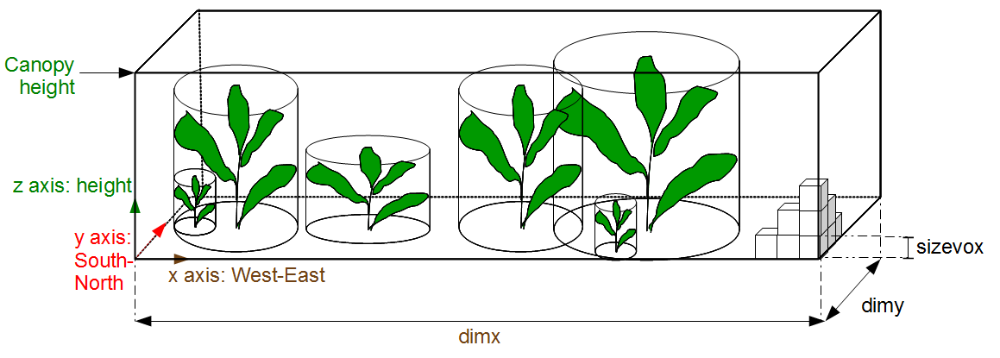 Canopy
height
z axis: height
y axis:
South-
North
x axis: West-East
sizevox
dimy
dimx